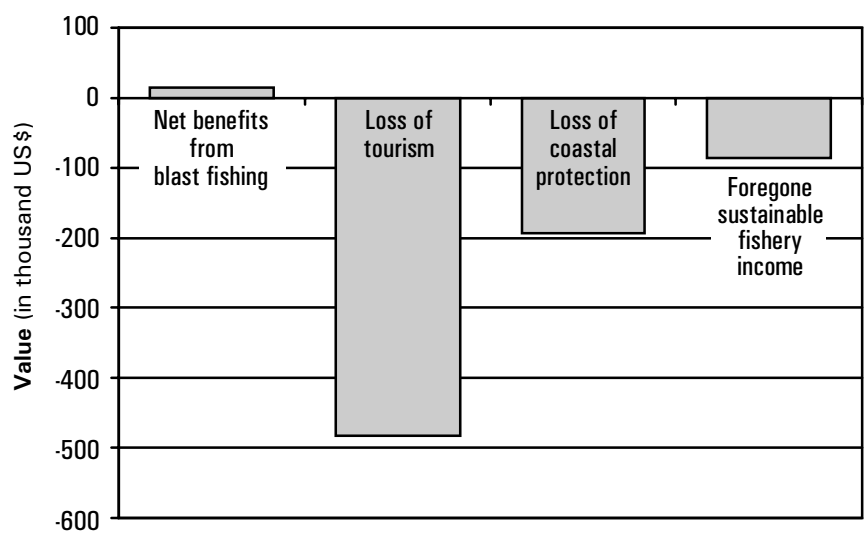 100
0
-100
-200
-300
-400
-500
-600
Value (in thousand US$)
Net benefits
from
blast fishing
Loss of
tourism
Loss of
coastal
protection
Foregone
sustainable
fishery
income